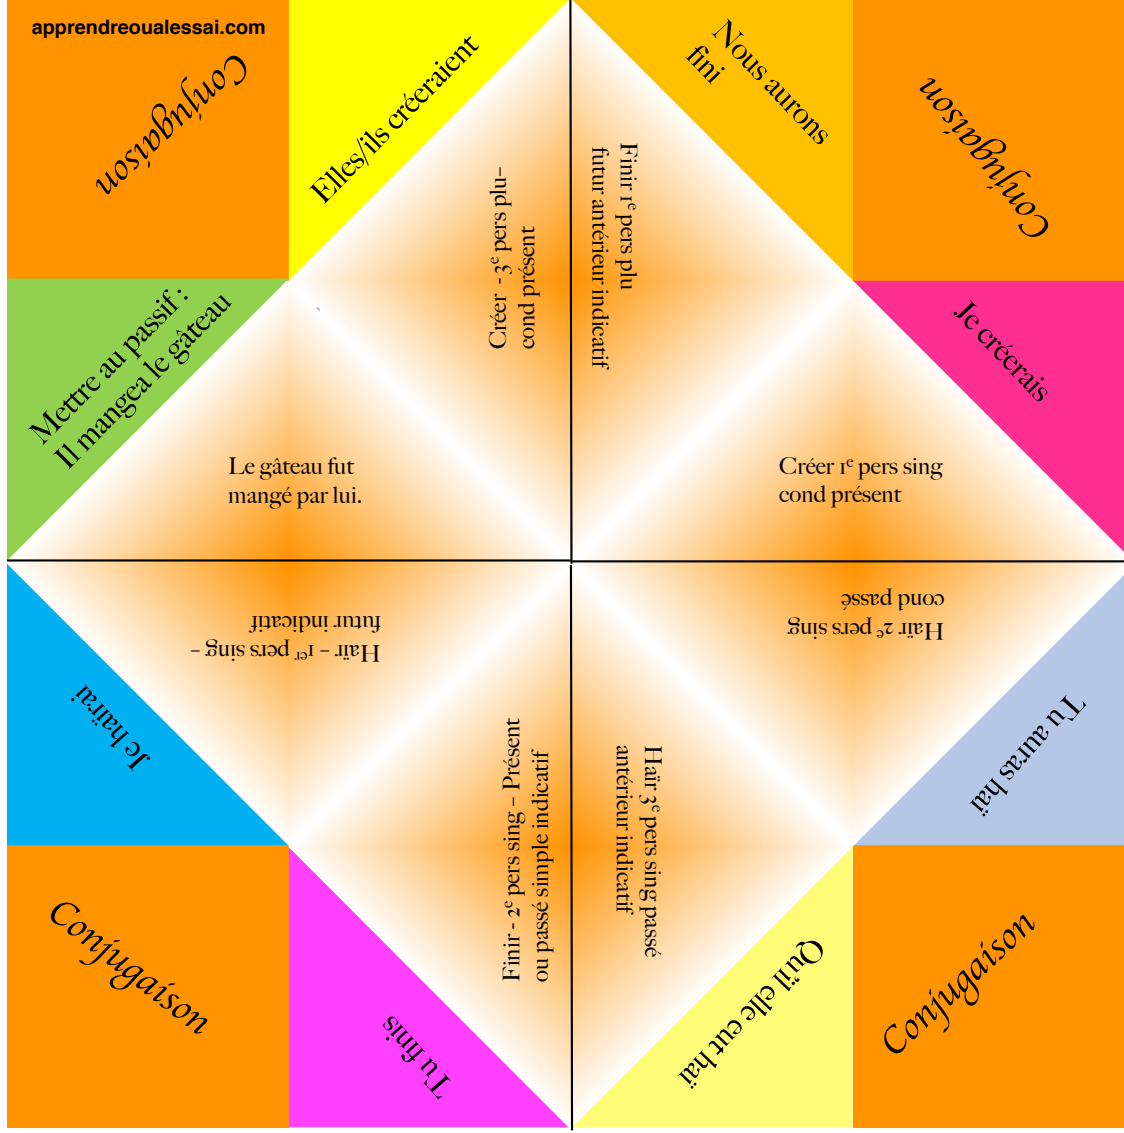 apprendreoualessai.com
Conjugaison
Elles/ils créeraient
Nous aurons
fini
Conjugaison
Mettre au passif :
Il mangea le gâteau
Créer - 3e pers plu–
cond présent
Finir 1e pers plu
futur antérieur indicatif
Je créerais
Le gâteau fut
mangé par lui.
Créer 1e pers sing
cond présent
Haïr – 1er pers sing –
futur indicatif
Haïr 2e pers sing
cond passé
Je haïrai
Finir - 2e pers sing – Présent
ou passé simple indicatif
Haïr 3e pers sing passé
antérieur indicatif
Tu auras haï
Conjugaison
Tu finis
Qu'il elle eut haï
Conjugaison